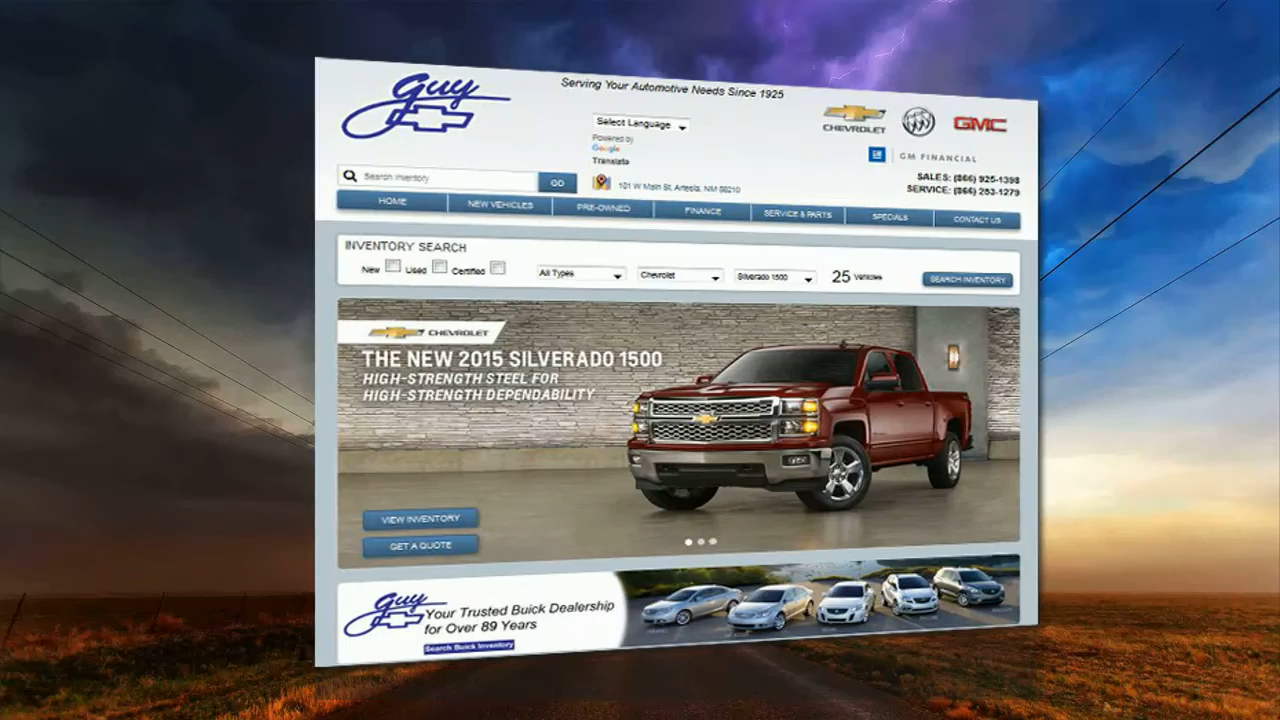 guy
Serving Your Automotive Needs Since 1925
Select Language
Powered by
Google
Translate
CHEVROLET
GMC
GM
GM FINANCIAL
Search Inventory
GO
101 W Main St, Artesia, NM 88210
SALES: (866) 925-1398
SERVICE: (866) 253-1279
HOME
NEW VEHICLES
PRE-OWNED
FINANCE
SERVICE & PARTS
SPECIALS
CONTACT US
INVENTORY SEARCH
New
Used
Certified
All Types
Chevrolet
Silverado 1500
25 Vehicles
SEARCH INVENTORY
CHEVROLET
THE NEW 2015 SILVERADO 1500
HIGH-STRENGTH STEEL FOR
HIGH-STRENGTH DEPENDABILITY
VIEW INVENTORY
GET A QUOTE
guy
Your Trusted Buick Dealership
for Over 89 Years
Search Buick Inventory